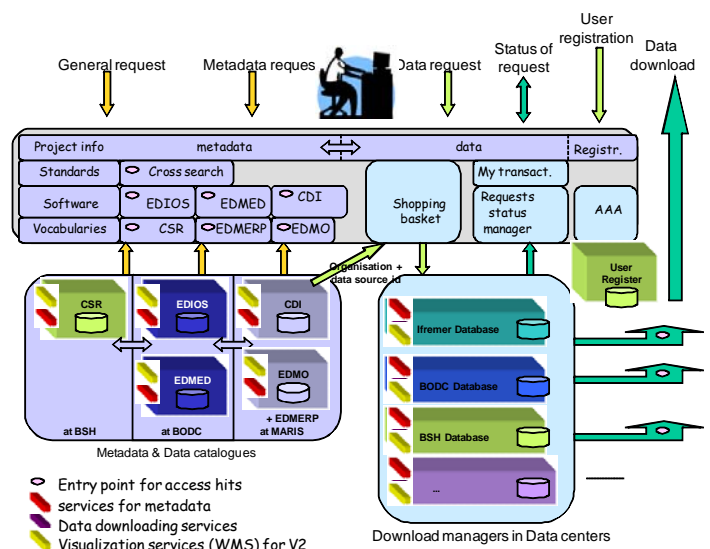 General request
Metadata reques
Data request
Status of
request
User
registration
Data
download
Project info
metadata
data
Registr.
Standards
Cross search
My transact.
Software
EDIOS
EDMED
CDI
Shopping
basket
Requests
status
manager
AAA
Vocabularies
CSR
EDMERP
EDMO
Organisation +
data source id
User
Register
CSR
EDIOS
CDI
Ifremer Database
EDMED
EDMO
BODC Database
+ EDMERP
at BSH
at BODC
at MARIS
BSH Database
Metadata & Data catalogues
...
Entry point for access hits
services for metadata
Data downloading services
Visualization services (WMS) for V2
Download managers in Data centers